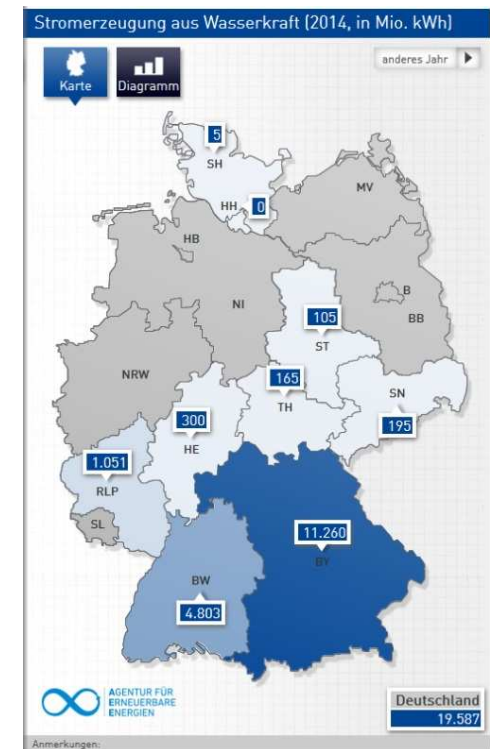 Stromerzeugung aus Wasserkraft (2014, in Mio. kWh)
Karte
Diagramm
anderes Jahr
5
SH
MV
HH
0
HB
B
BB
NI
105
ST
NRW
165
TH
SN
195
300
HE
1.051
RLP
SL
11.260
BY
BW
4.803
AGENTUR FÜR
ERNEUERBARE
ENERGIEN
Deutschland
19.587
Anmerkungen: